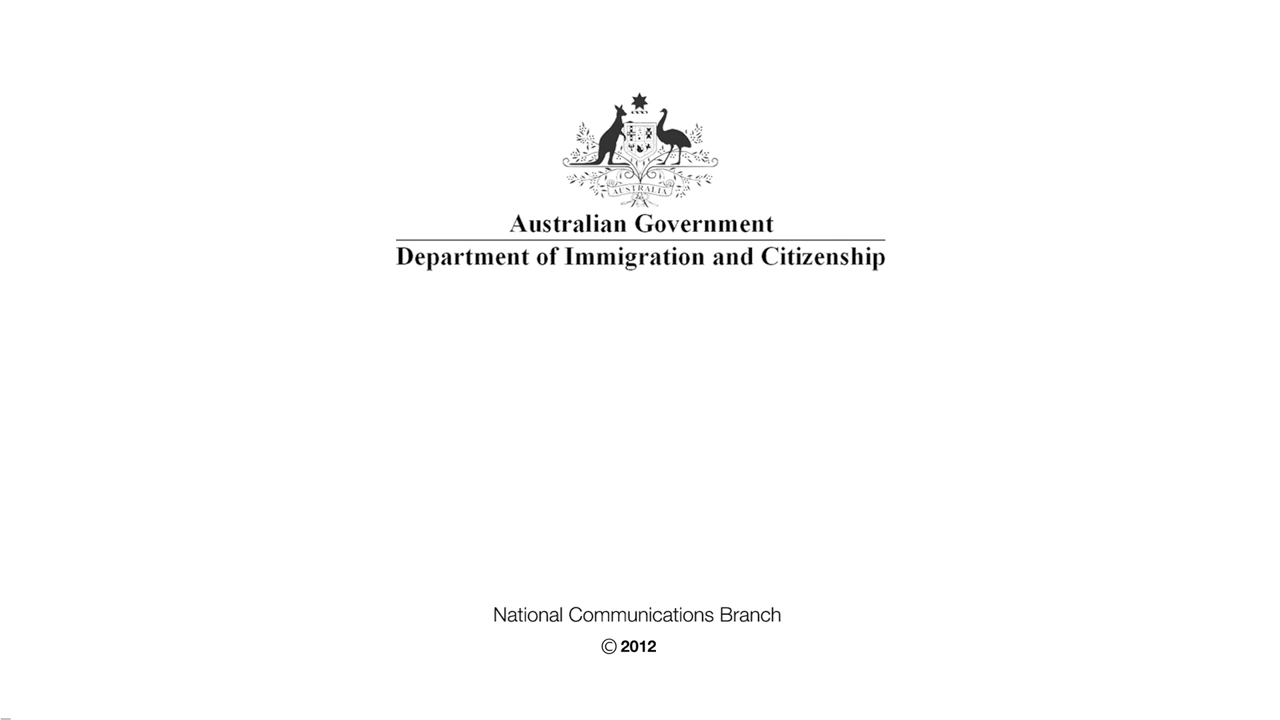 AUSTRALIA
Australian Government
Department of Immigration and Citizenship
National Communications Branch
© 2012